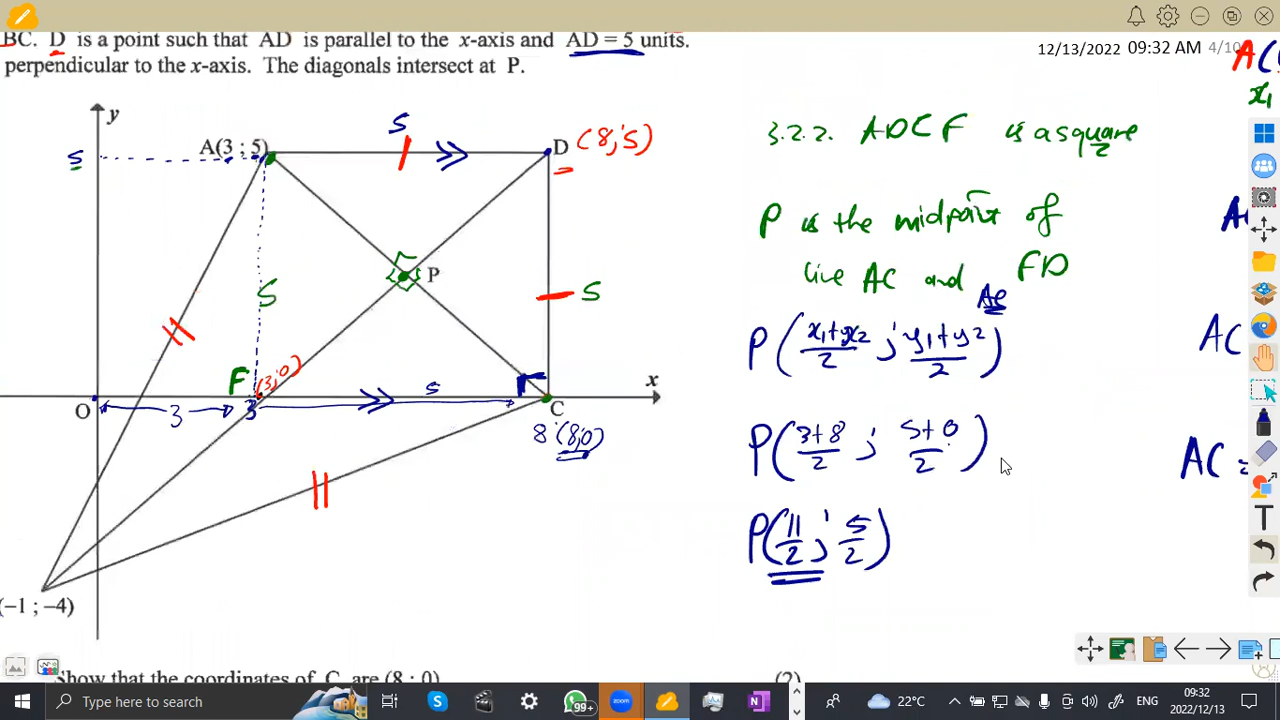 BC. D is a point such that AD is parallel to the x-axis and AD = 5 units.
perpendicular to the x-axis. The diagonals intersect at P.
12/13/2022 09:32 AM 4/10
A(
x₁
y
5
A(3 ; 5)
5
D (8;5)
3.2.2. ADCF is a square
P is the midpoint of
line AC and FD
AC
P
5
5
P(x₁+x₂/2 ; y₁+y₂/2)
AC
F (3;0)
x
O
3
3
5
C
8 (8;0)
P(3+8/2 ; 5+0/2)
AC =
P(11/2 ; 5/2)
(−1 ; −4)
Show that the coordinates of C are (8 ; 0)
(2)
T
Type here to search
99+
22°C
ENG
09:32
2022/12/13